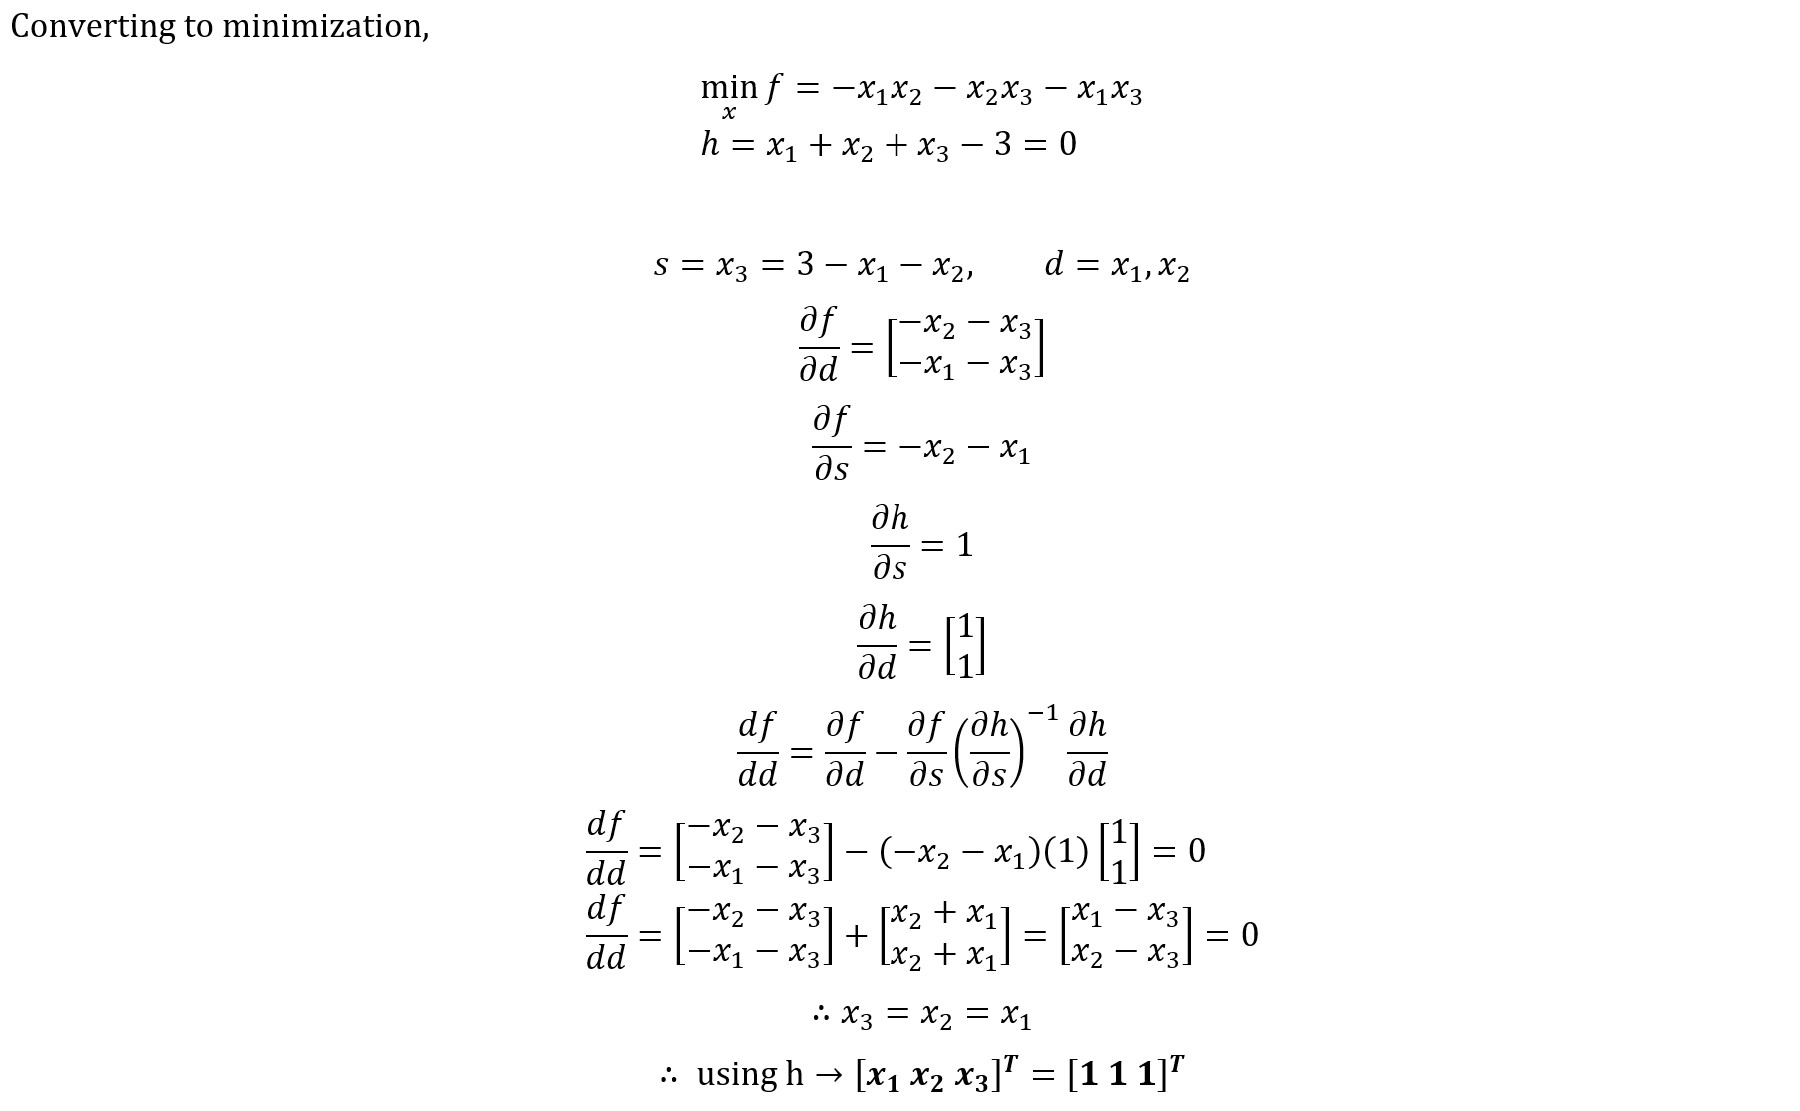 Converting to minimization,
min_x f = −x₁x₂ − x₂x₃ − x₁x₃
h = x₁ + x₂ + x₃ − 3 = 0
s = x₃ = 3 − x₁ − x₂, d = x₁, x₂
∂f/∂d = [−x₂ − x₃; −x₁ − x₃]
∂f/∂s = −x₂ − x₁
∂h/∂s = 1
∂h/∂d = [1; 1]
df/dd = ∂f/∂d − ∂f/∂s (∂h/∂s)⁻¹ ∂h/∂d
df/dd = [−x₂ − x₃; −x₁ − x₃] − (−x₂ − x₁)(1) [1; 1] = 0
df/dd = [−x₂ − x₃; −x₁ − x₃] + [x₂ + x₁; x₂ + x₁] = [x₁ − x₃; x₂ − x₃] = 0
∴ x₃ = x₂ = x₁
∴ using h → [x₁ x₂ x₃]ᵀ = [1 1 1]ᵀ